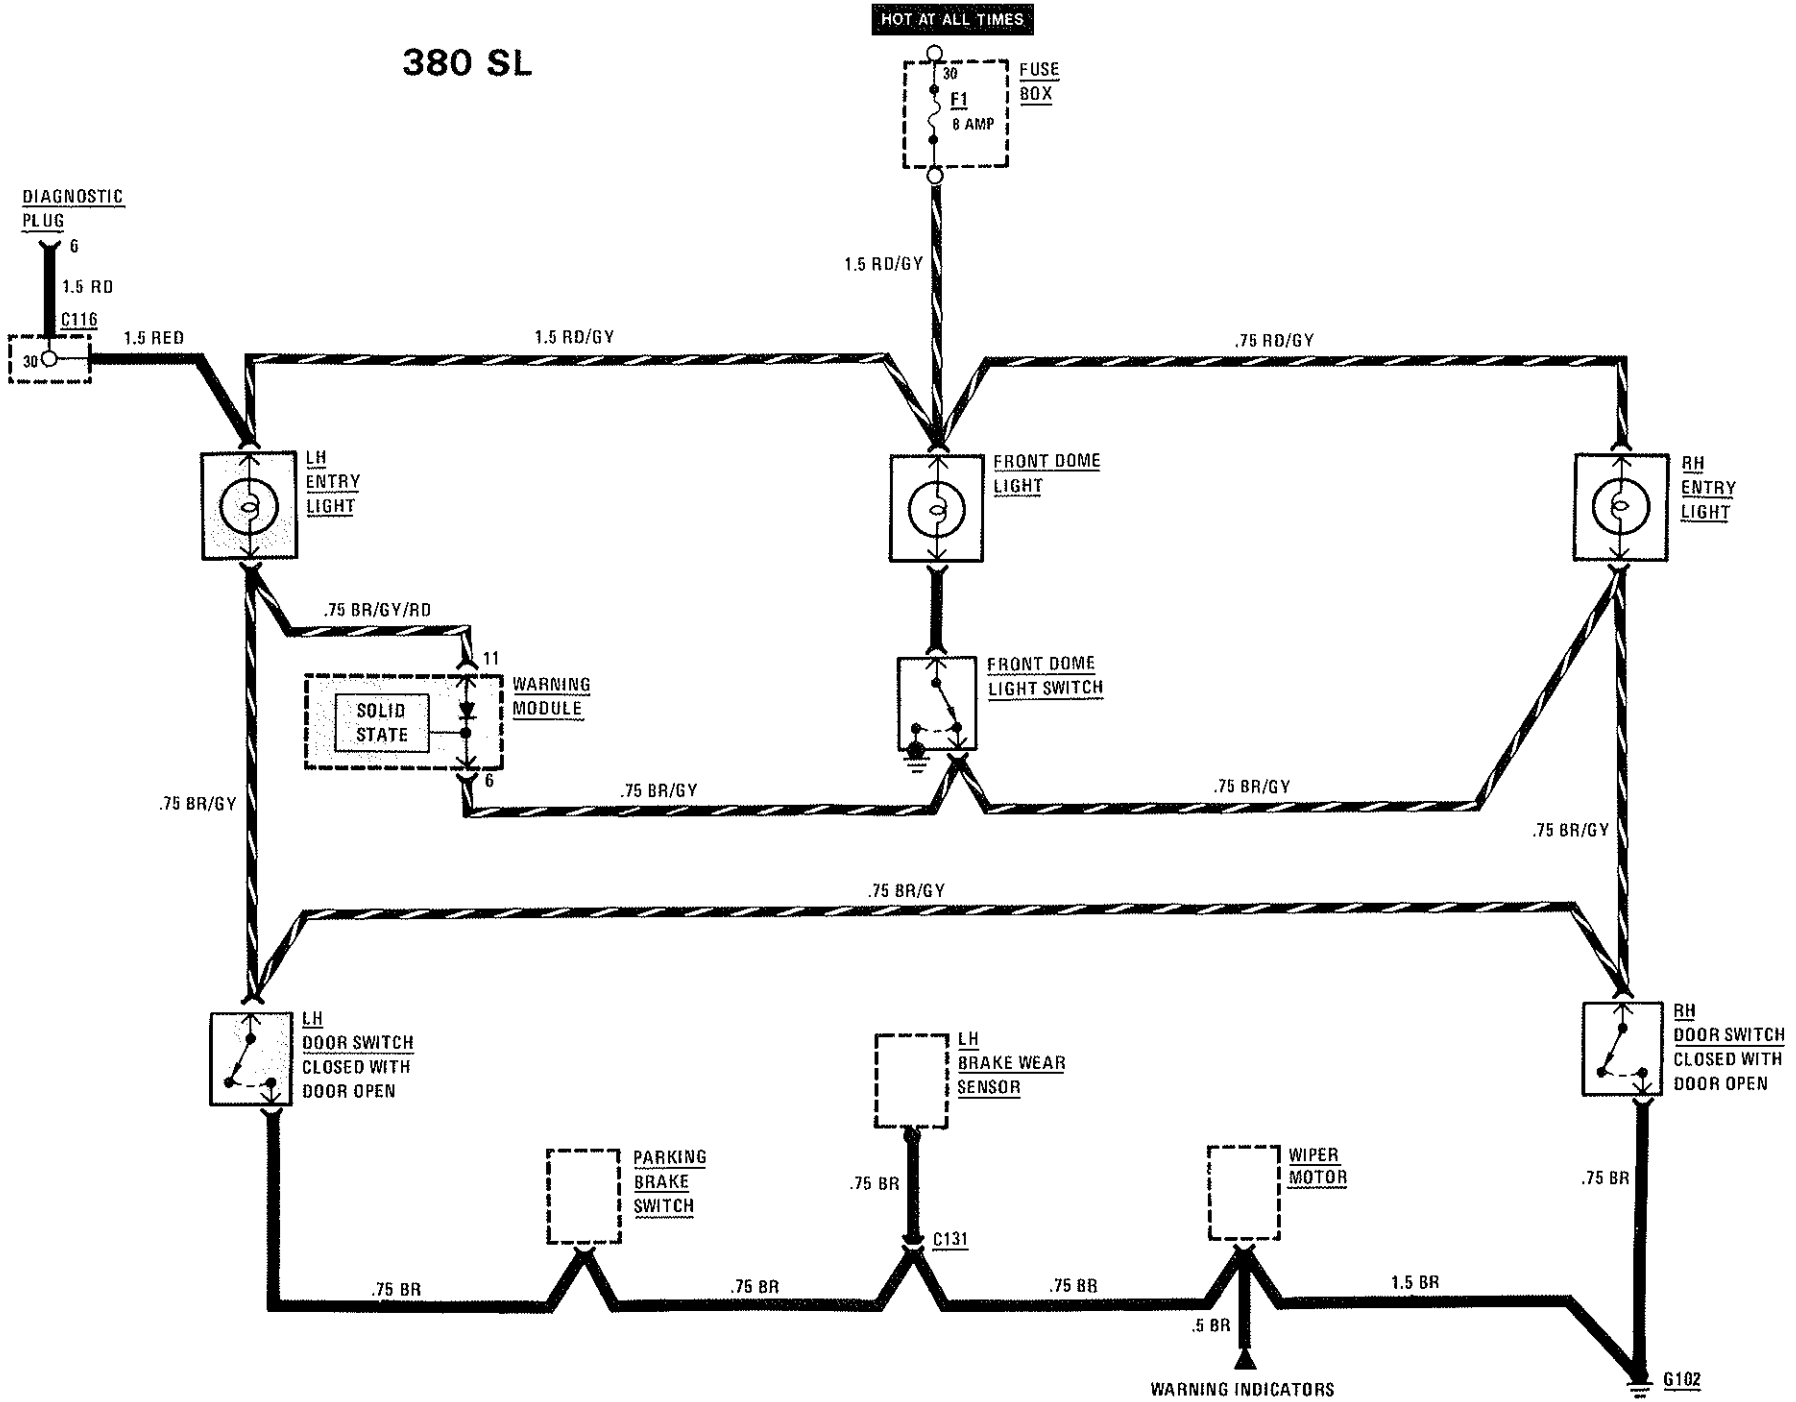 HOT AT ALL TIMES
380 SL
30
F1
8 AMP
FUSE
BOX
DIAGNOSTIC
PLUG
6
1.5 RD
C116
30
1.5 RED
1.5 RD/GY
1.5 RD/GY
.75 RD/GY
LH
ENTRY
LIGHT
FRONT DOME
LIGHT
RH
ENTRY
LIGHT
.75 BR/GY/RD
11
WARNING
MODULE
SOLID
STATE
6
FRONT DOME
LIGHT SWITCH
.75 BR/GY
.75 BR/GY
.75 BR/GY
.75 BR/GY
.75 BR/GY
LH
DOOR SWITCH
CLOSED WITH
DOOR OPEN
LH
BRAKE WEAR
SENSOR
RH
DOOR SWITCH
CLOSED WITH
DOOR OPEN
PARKING
BRAKE
SWITCH
.75 BR
C131
WIPER
MOTOR
.75 BR
.75 BR
.75 BR
.75 BR
1.5 BR
.5 BR
WARNING INDICATORS
G102